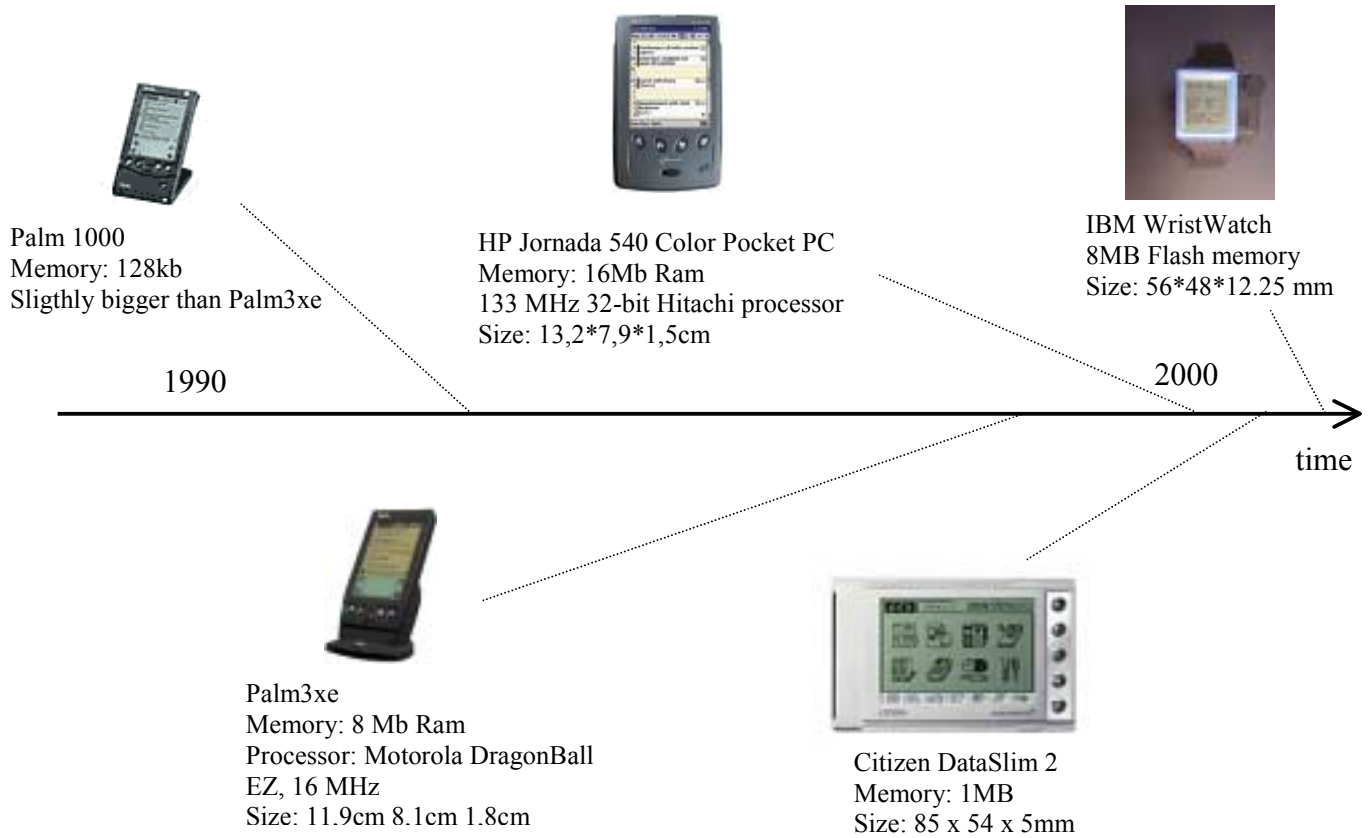 Palm 1000
Memory: 128kb
Sligthly bigger than Palm3xe
HP Jornada 540 Color Pocket PC
Memory: 16Mb Ram
133 MHz 32-bit Hitachi processor
Size: 13,2*7,9*1,5cm
IBM WristWatch
8MB Flash memory
Size: 56*48*12.25 mm
1990
2000
time
Palm3xe
Memory: 8 Mb Ram
Processor: Motorola DragonBall
EZ, 16 MHz
Size: 11.9cm 8.1cm 1.8cm
Citizen DataSlim 2
Memory: 1MB
Size: 85 x 54 x 5mm